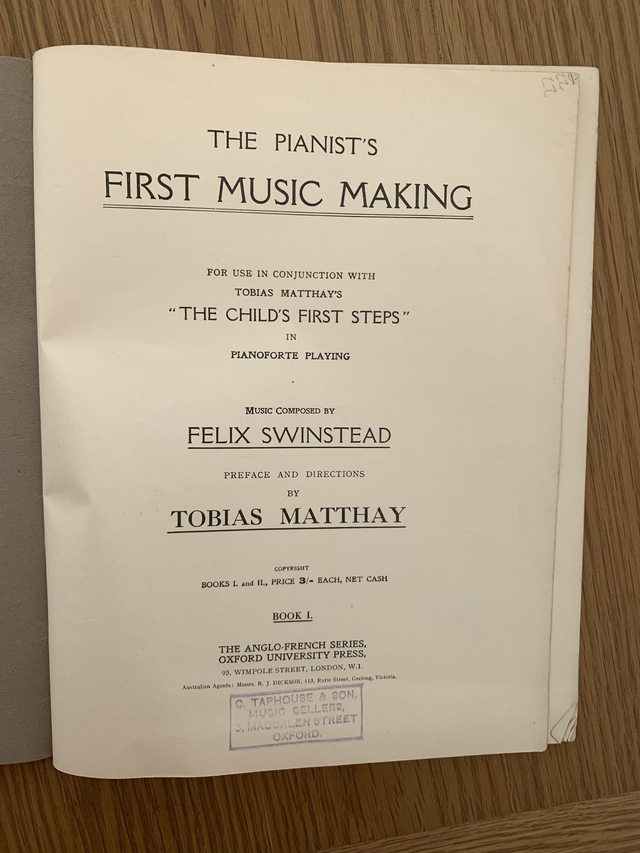 THE PIANIST'S
FIRST MUSIC MAKING
FOR USE IN CONJUNCTION WITH
TOBIAS MATTHAY'S
"THE CHILD'S FIRST STEPS"
IN
PIANOFORTE PLAYING
MUSIC COMPOSED BY
FELIX SWINSTEAD
PREFACE AND DIRECTIONS
BY
TOBIAS MATTHAY
COPYRIGHT
BOOKS I. and II., PRICE 3/- EACH, NET CASH
BOOK I.
THE ANGLO-FRENCH SERIES,
OXFORD UNIVERSITY PRESS,
95, WIMPOLE STREET, LONDON, W.1.
Australian Agents: Messrs. R. J. DICKSON, 113, Ryrie Street, Geelong, Victoria.
C. TAPHOUSE & SON,
MUSIC SELLERS,
3, MAGDALEN STREET
OXFORD.